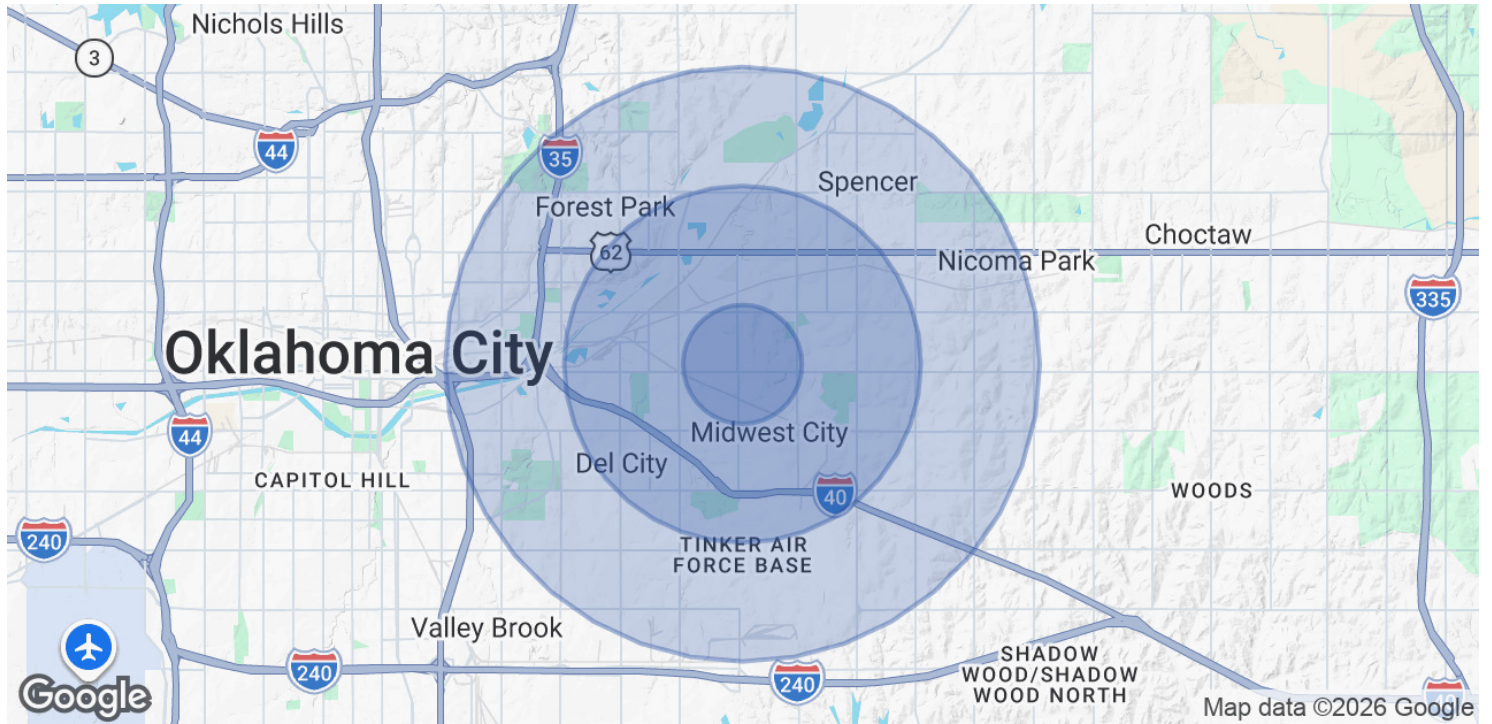 Nichols Hills
3
44
35
Spencer
Forest Park
62
Choctaw
Nicoma Park
335
Oklahoma City
44
Midwest City
Del City
CAPITOL HILL
40
WOODS
240
TINKER AIR
FORCE BASE
Valley Brook
240
240
SHADOW
WOOD/SHADOW
WOOD NORTH
Google
Map data ©2026 Google